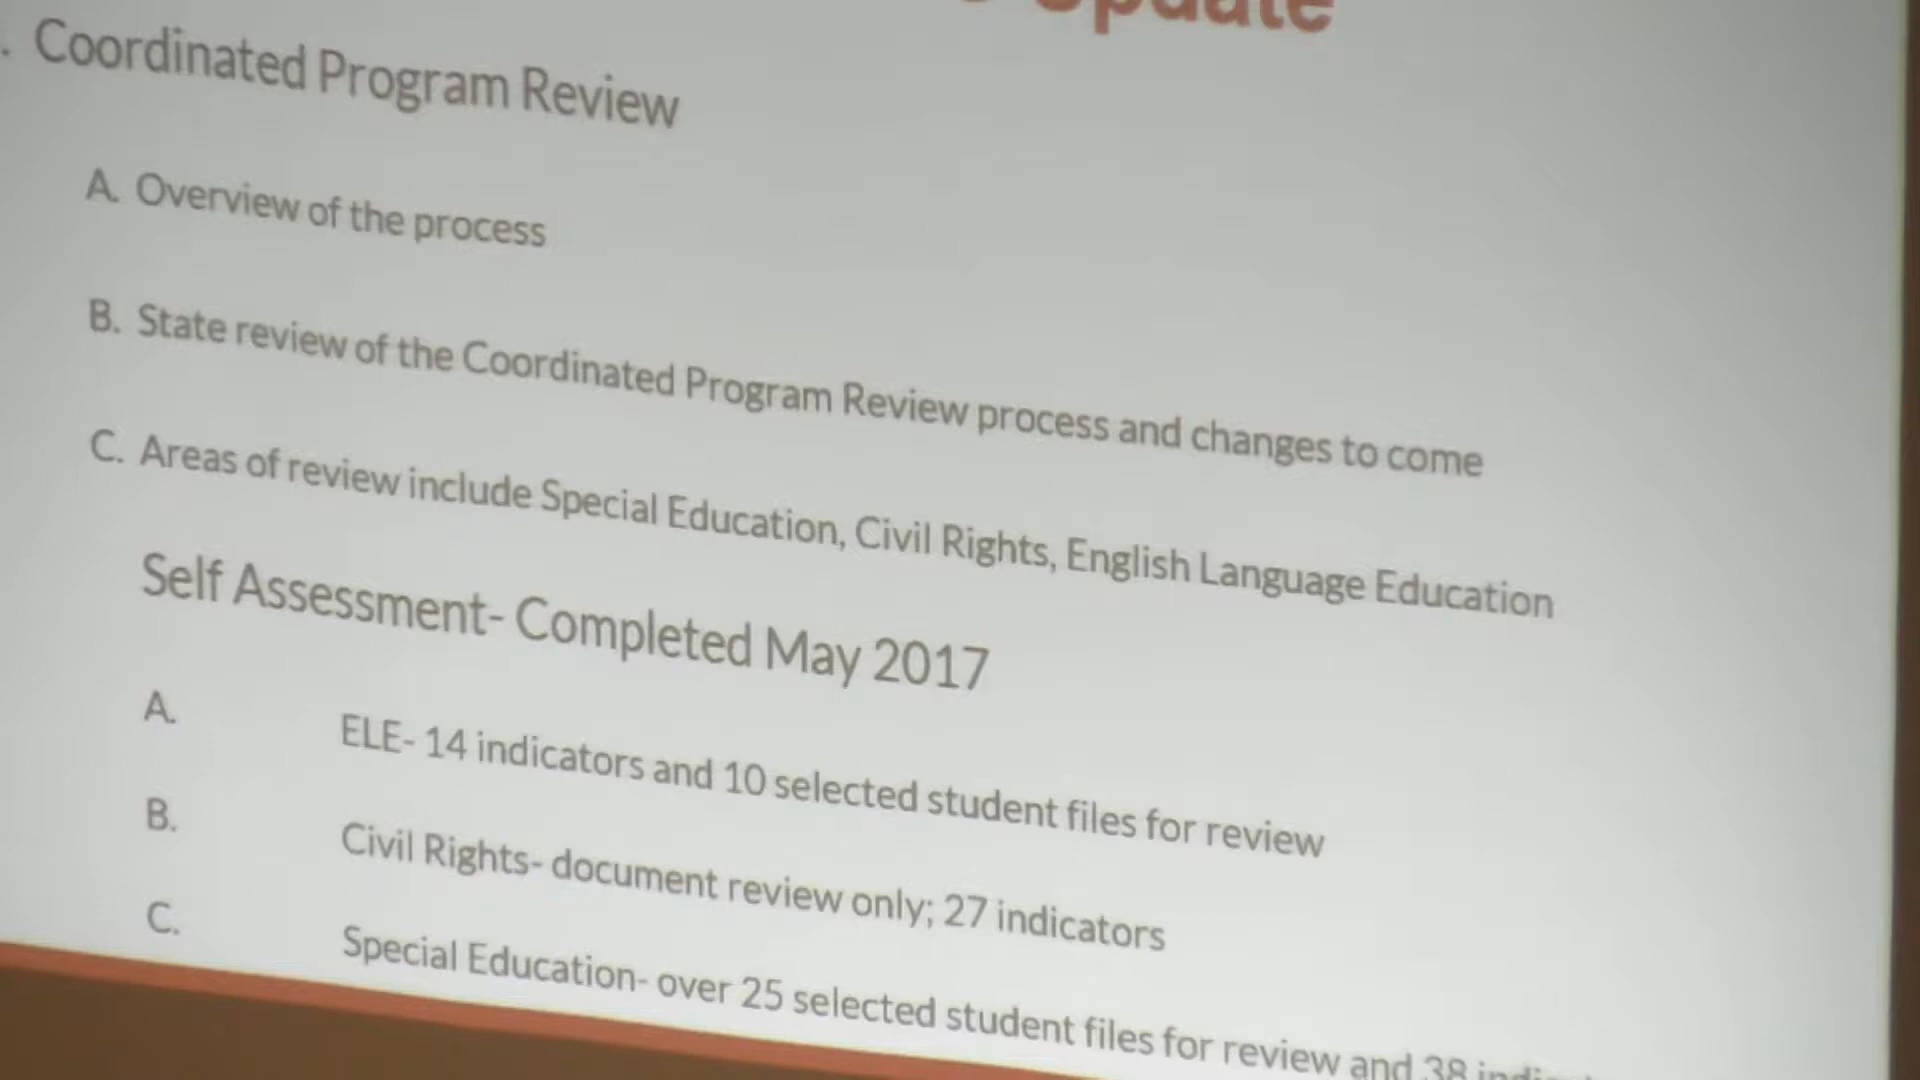 Update
. Coordinated Program Review
A. Overview of the process
B. State review of the Coordinated Program Review process and changes to come
C. Areas of review include Special Education, Civil Rights, English Language Education
Self Assessment- Completed May 2017
A. ELE- 14 indicators and 10 selected student files for review
B. Civil Rights- document review only; 27 indicators
C. Special Education- over 25 selected student files for review and 38